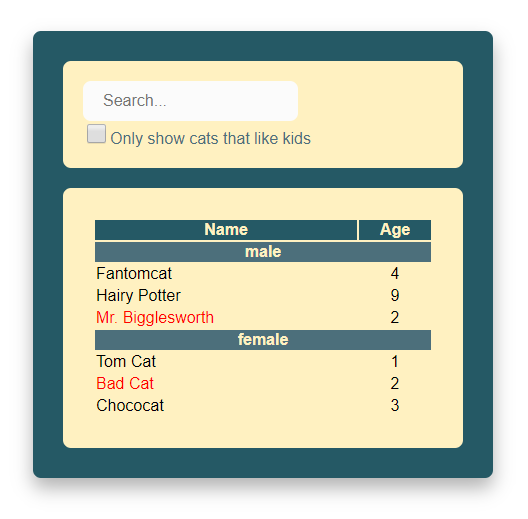 Search...
Only show cats that like kids
Name Age
male
Fantomcat 4
Hairy Potter 9
Mr. Bigglesworth 2
female
Tom Cat 1
Bad Cat 2
Chococat 3